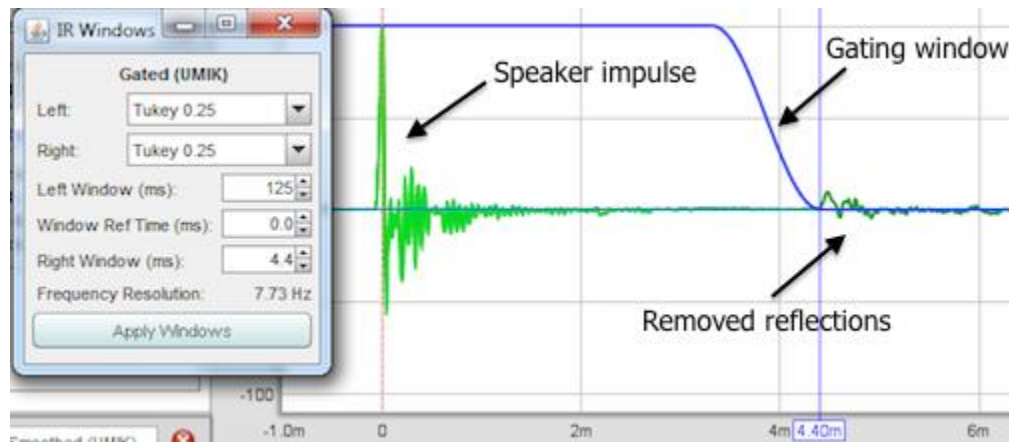 IR Windows
Gated (UMIK)
Left: Tukey 0.25
Right: Tukey 0.25
Left Window (ms): 125
Window Ref Time (ms): 0.0
Right Window (ms): 4.4
Frequency Resolution: 7.73 Hz
Apply Windows
Speaker impulse
Gating window
Removed reflections
-100
-1.0m 0 2m 4m 4.40m 6m
Smoothed (UMIK)